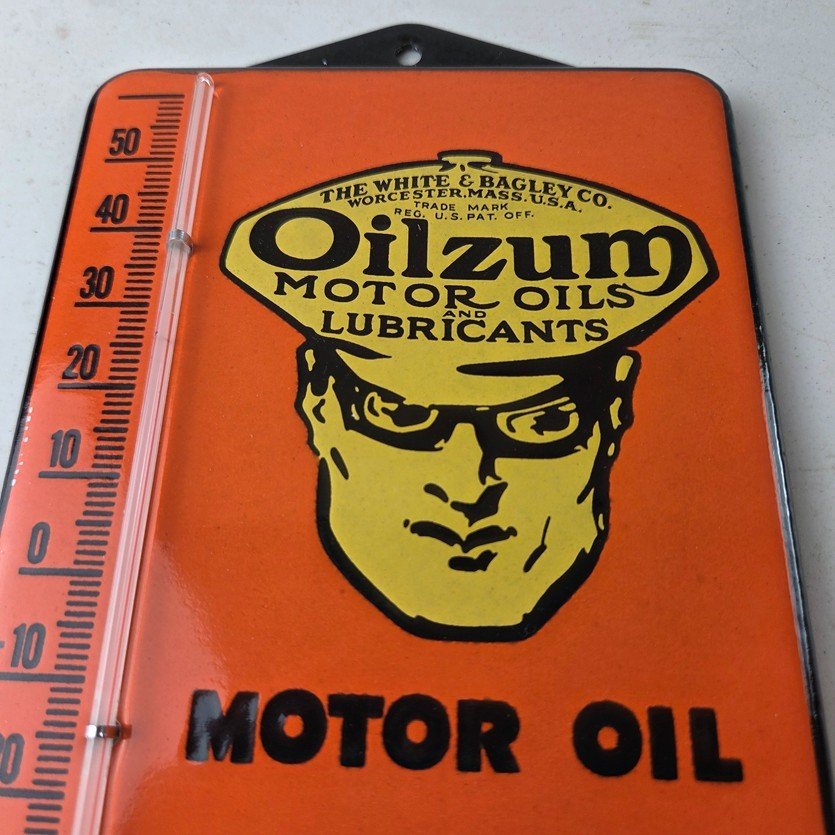 THE WHITE & BAGLEY CO.
WORCESTER, MASS. U.S.A.
TRADE MARK
REG. U.S. PAT. OFF.
Oilzum
MOTOR OILS
AND
LUBRICANTS
MOTOR OIL
50
40
30
20
10
0
-10
20